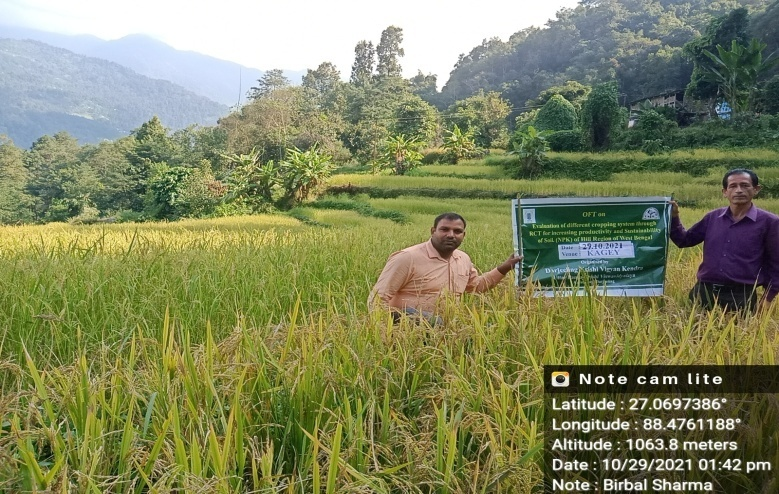 OFT on
Evaluation of different cropping system through
RCT for increasing productivity and Sustainability
of Soil (NPK) of Hill Region of West Bengal
Date 29.10.2021
Venue KAGEY
Organised by
Darjeeling Krishi Vigyan Kendra
Note cam lite
Latitude : 27.0697386°
Longitude : 88.4761188°
Altitude : 1063.8 meters
Date : 10/29/2021 01:42 pm
Note : Birbal Sharma